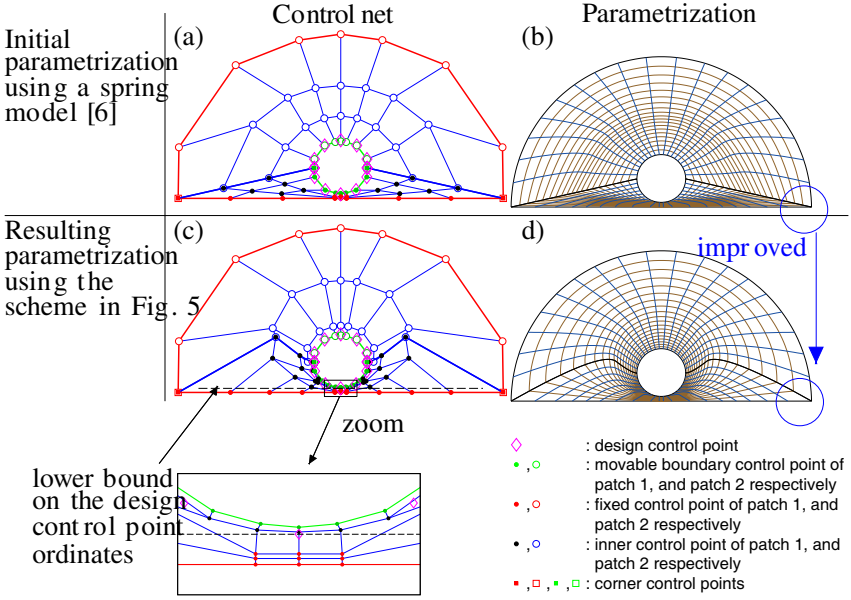 Control net
Parametrization
Initial
parametrization
using a spring
model [6]
(a)
(b)
Resulting
parametrization
using the
scheme in Fig. 5
(c)
d)
improved
zoom
lower bound
on the design
control point
ordinates
: design control point
, : movable boundary control point of
patch 1, and patch 2 respectively
, : fixed control point of patch 1, and
patch 2 respectively
, : inner control point of patch 1, and
patch 2 respectively
, , , : corner control points